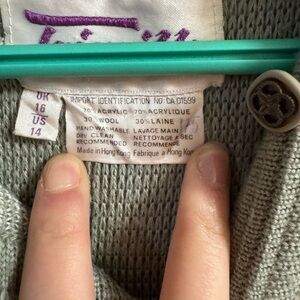 UK
16
US
14
IMPORT IDENTIFICATION NO: CA 01599
70% ACRYLIC 70% ACRYLIQUE
30% WOOL 30% LAINE
HAND WASHABLE LAVAGE MAIN
DRY CLEAN NETTOYAGE A SEC
RECOMMENDED RECOMMENDE
Made in Hong Kong Fabrique a Hong Kong